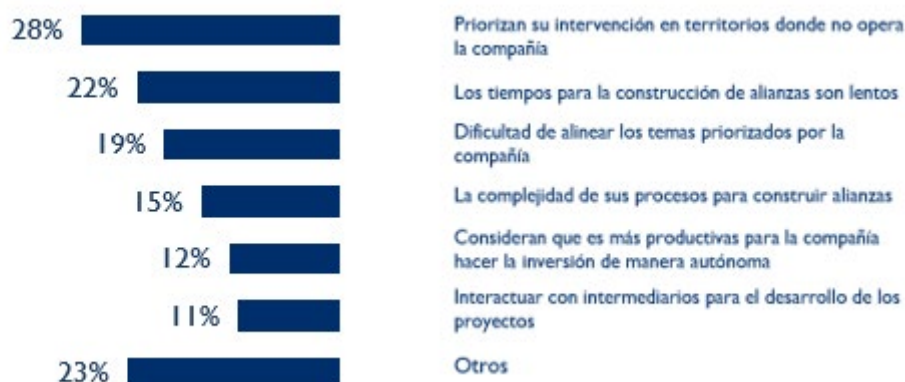 28%
Priorizan su intervención en territorios donde no opera
la compañía
22%
Los tiempos para la construcción de alianzas son lentos
19%
Dificultad de alinear los temas priorizados por la
compañía
15%
La complejidad de sus procesos para construir alianzas
12%
Consideran que es más productivas para la compañía
hacer la inversión de manera autónoma
11%
Interactuar con intermediarios para el desarrollo de los
proyectos
23%
Otros